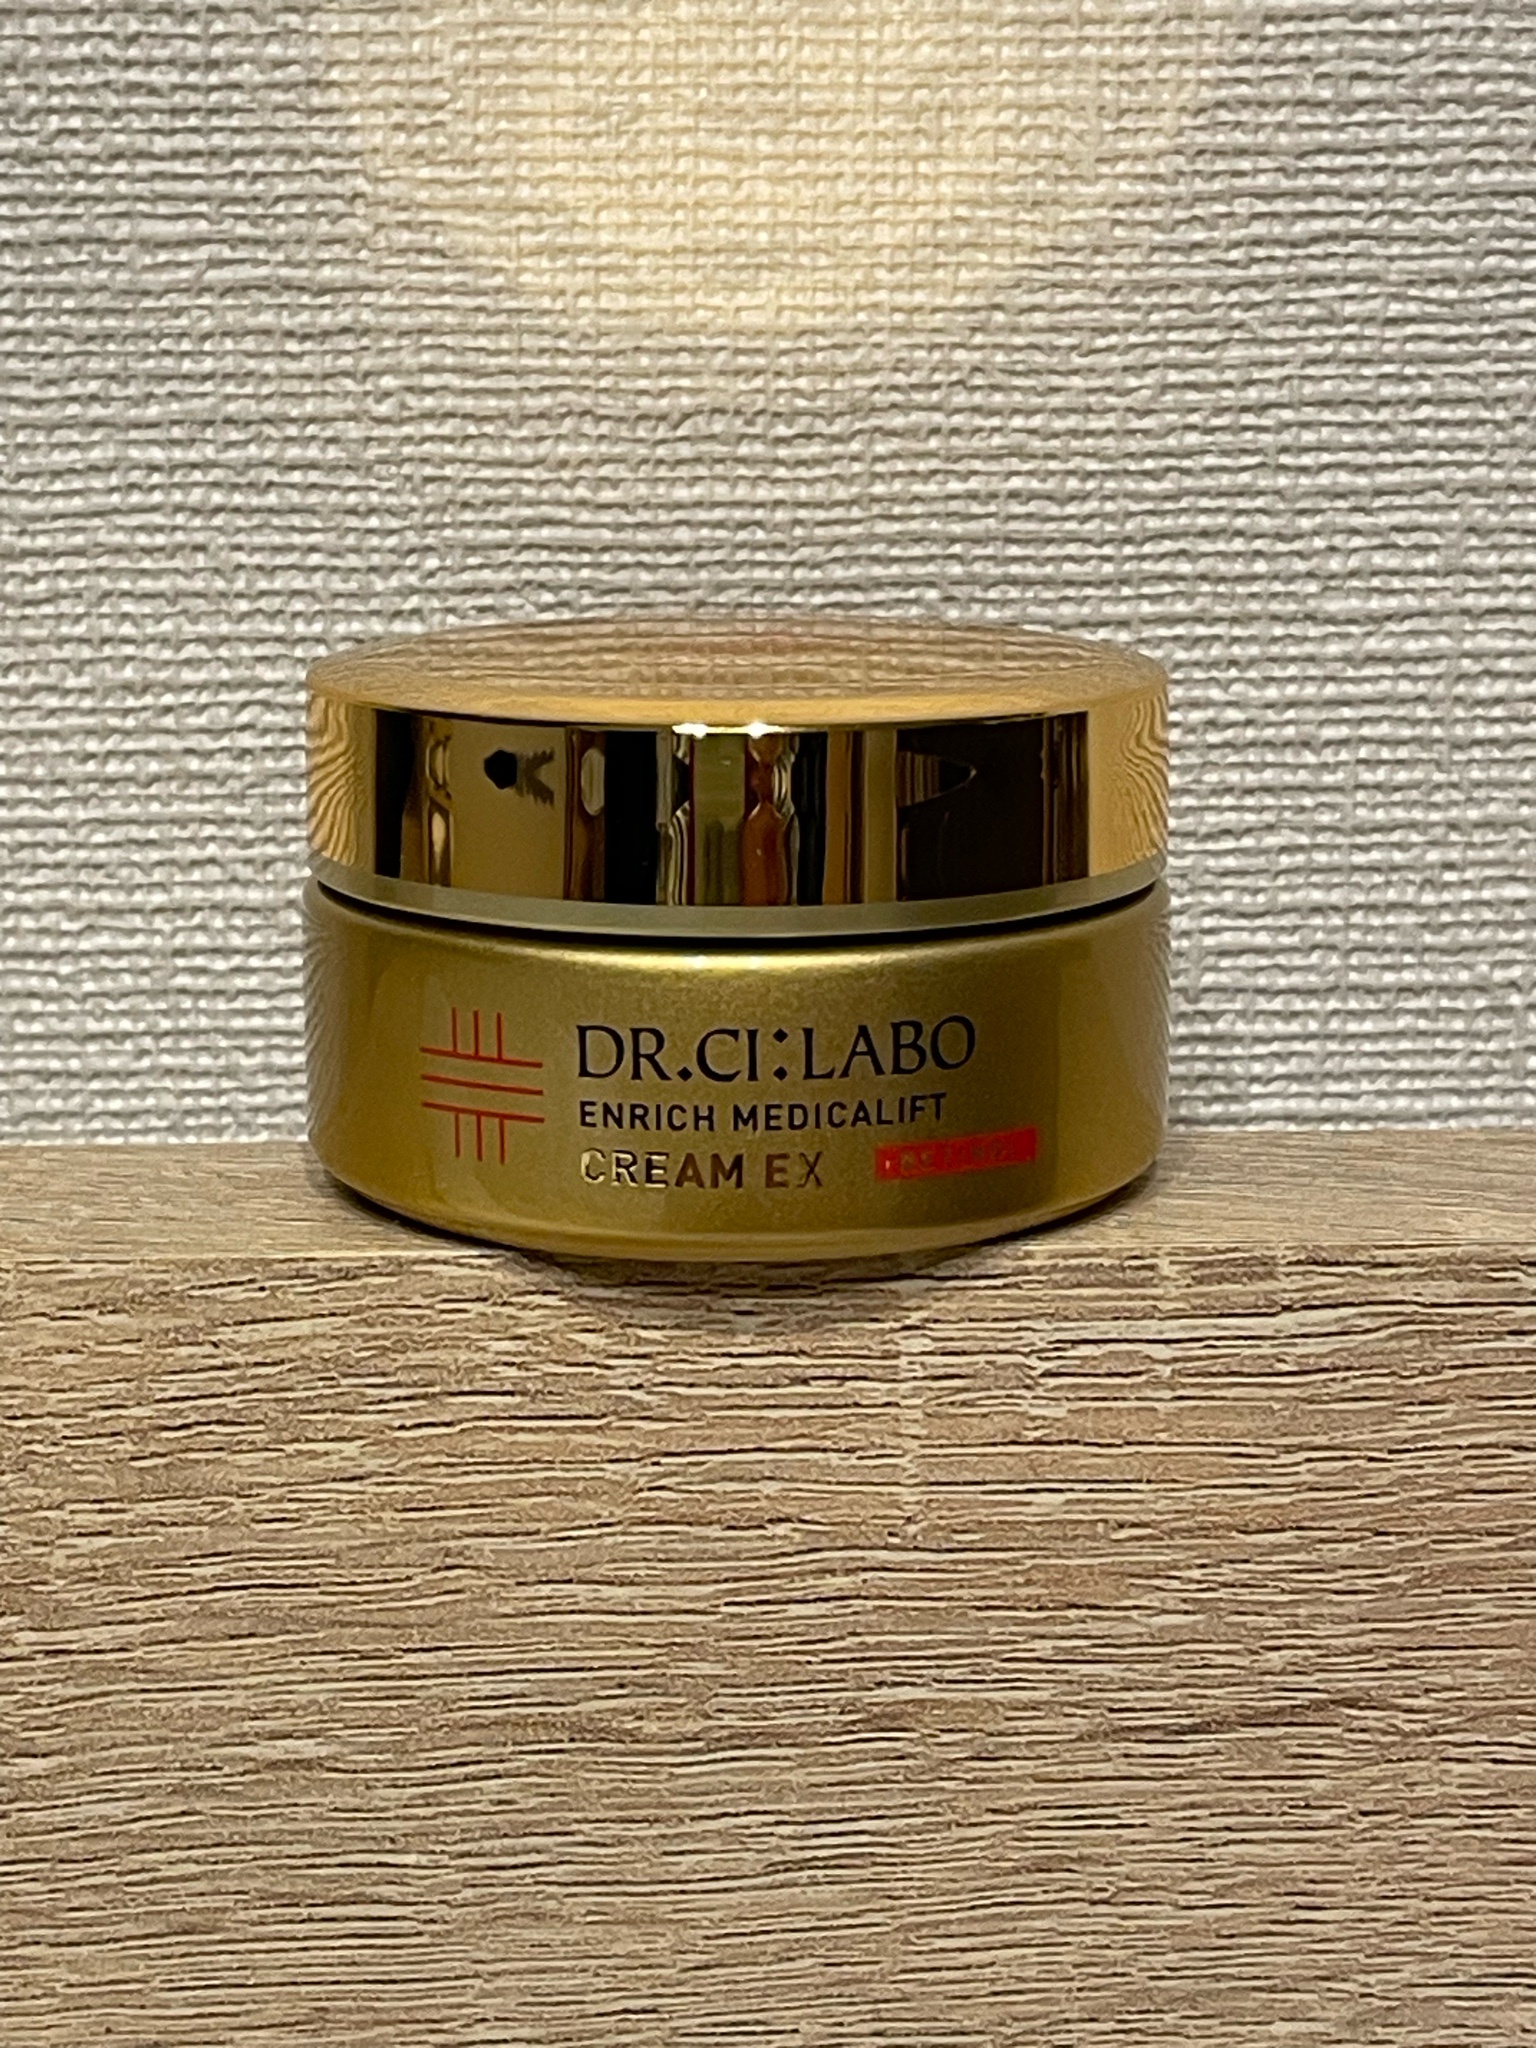 DR.CI:LABO
ENRICH MEDICALIFT
CREAM EX